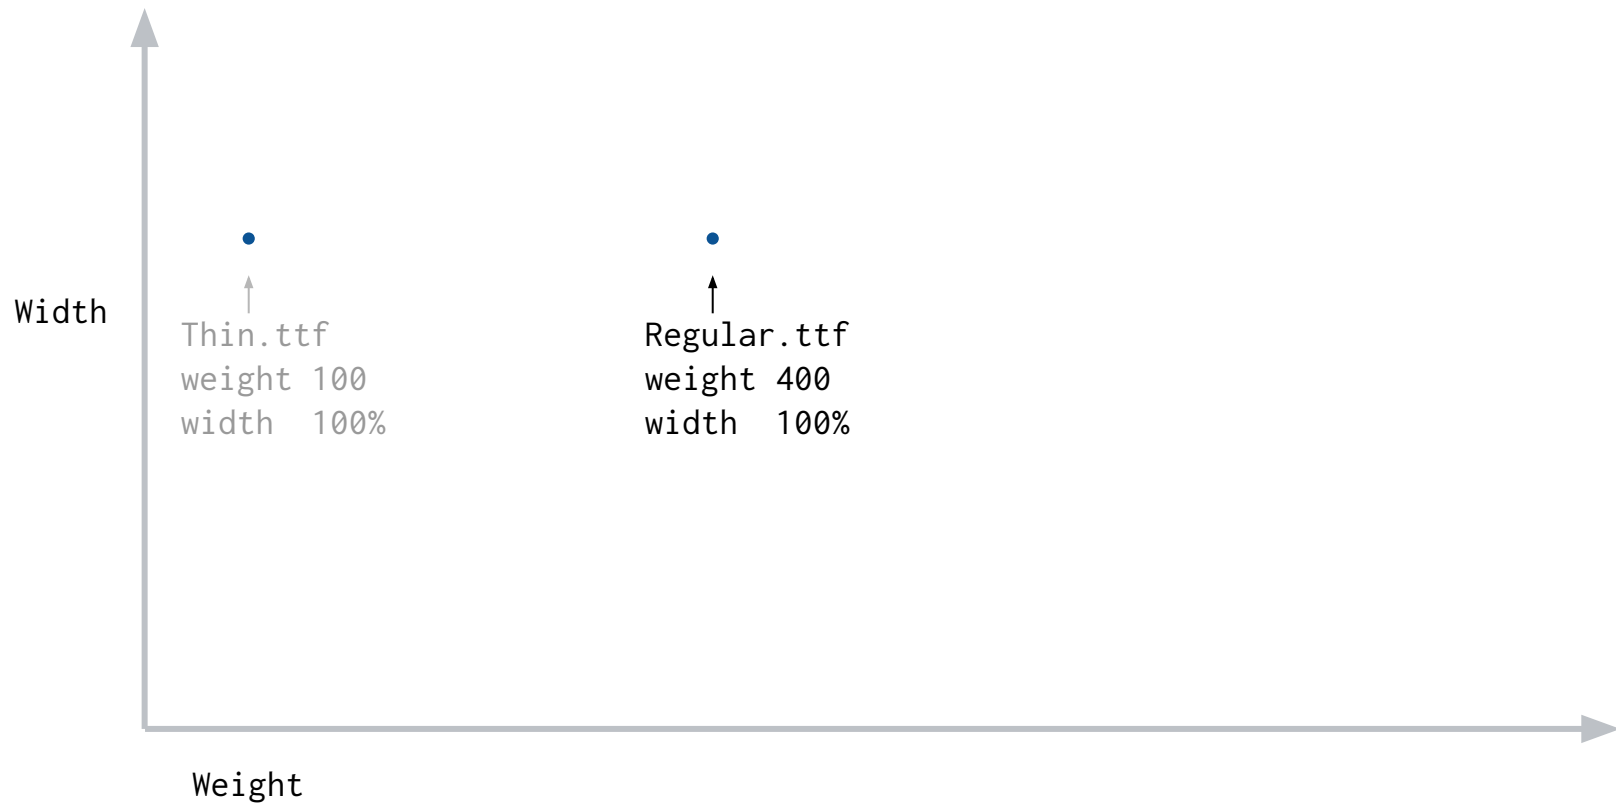 Width
Thin.ttf
weight 100
width  100%
Regular.ttf
weight 400
width  100%
Weight